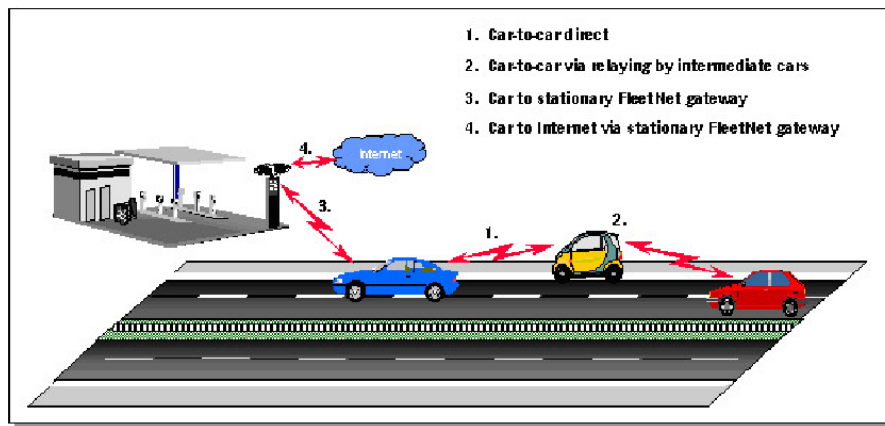 1. Car-to-car direct
2. Car-to-car via relaying by intermediate cars
3. Car to stationary FleetNet gateway
4. Car to Internet via stationary FleetNet gateway
4.
Internet
3.
1.
2.